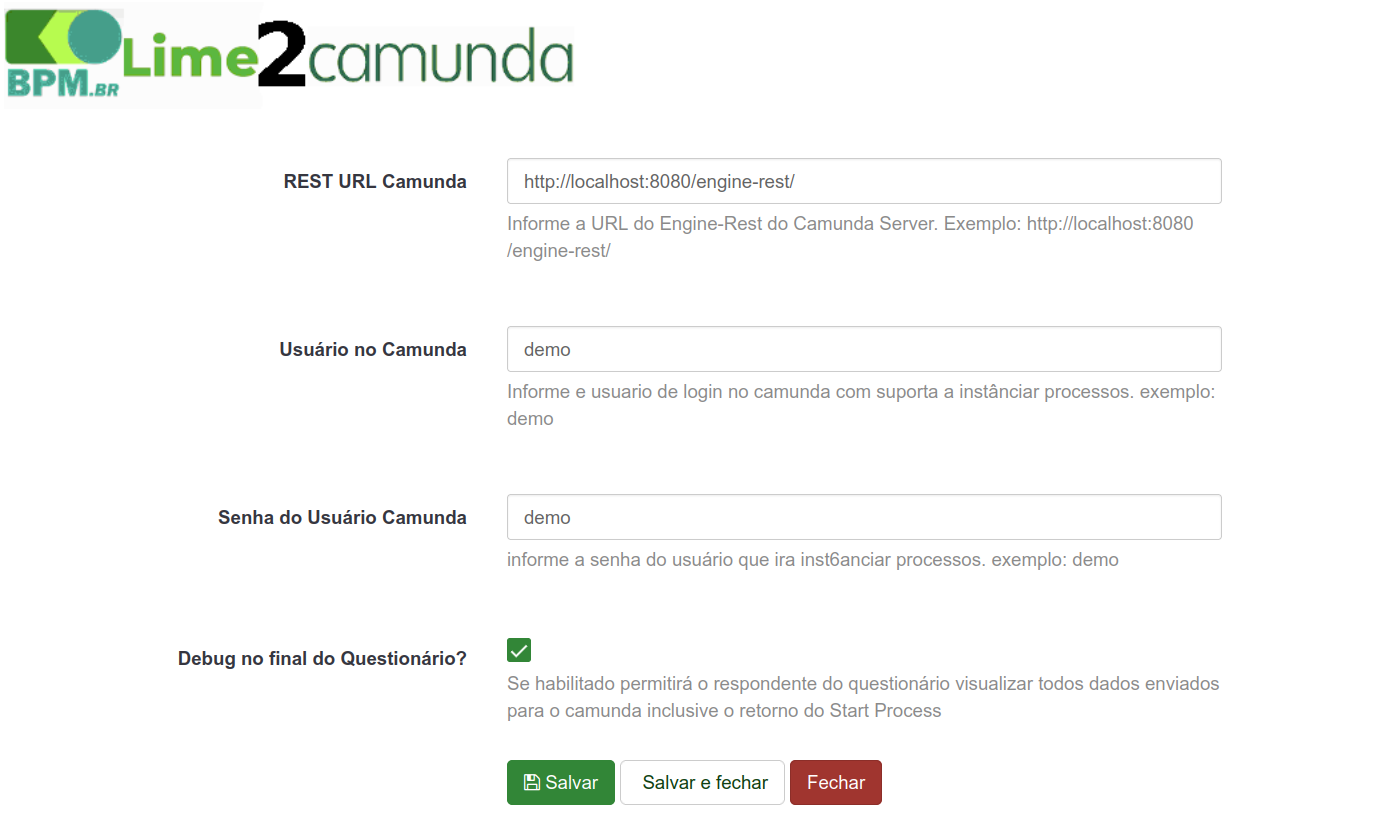 BPM.BR Lime2camunda
REST URL Camunda
http://localhost:8080/engine-rest/
Informe a URL do Engine-Rest do Camunda Server. Exemplo: http://localhost:8080
/engine-rest/
Usuário no Camunda
demo
Informe e usuario de login no camunda com suporta a instânciar processos. exemplo:
demo
Senha do Usuário Camunda
demo
informe a senha do usuário que ira inst6anciar processos. exemplo: demo
Debug no final do Questionário?
Se habilitado permitirá o respondente do questionário visualizar todos dados enviados
para o camunda inclusive o retorno do Start Process
Salvar Salvar e fechar Fechar